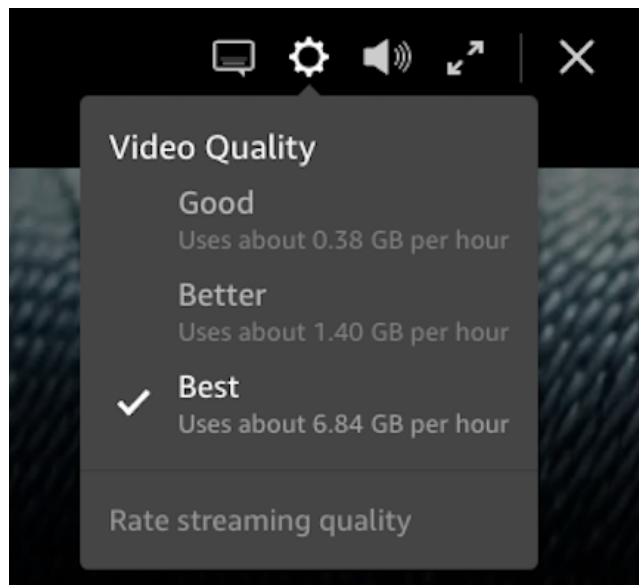 Video Quality
Good
Uses about 0.38 GB per hour
Better
Uses about 1.40 GB per hour
Best
Uses about 6.84 GB per hour
Rate streaming quality